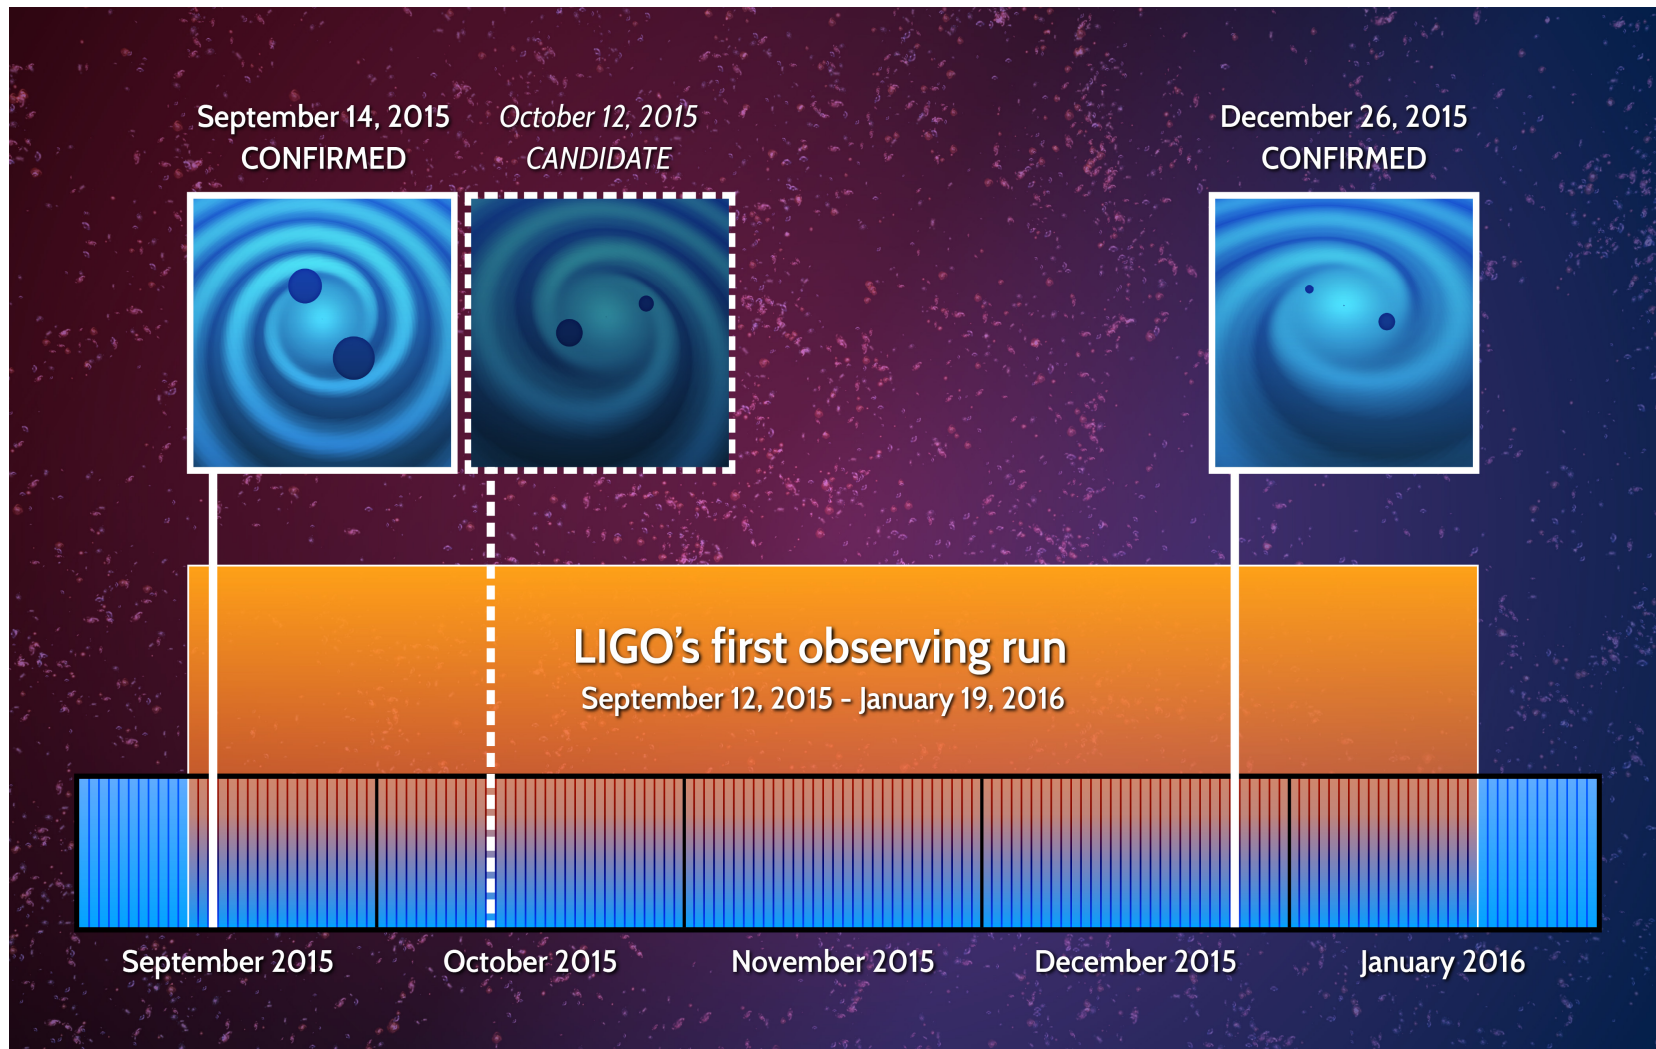 September 14, 2015
CONFIRMED
October 12, 2015
CANDIDATE
December 26, 2015
CONFIRMED
LIGO’s first observing run
September 12, 2015 - January 19, 2016
September 2015
October 2015
November 2015
December 2015
January 2016